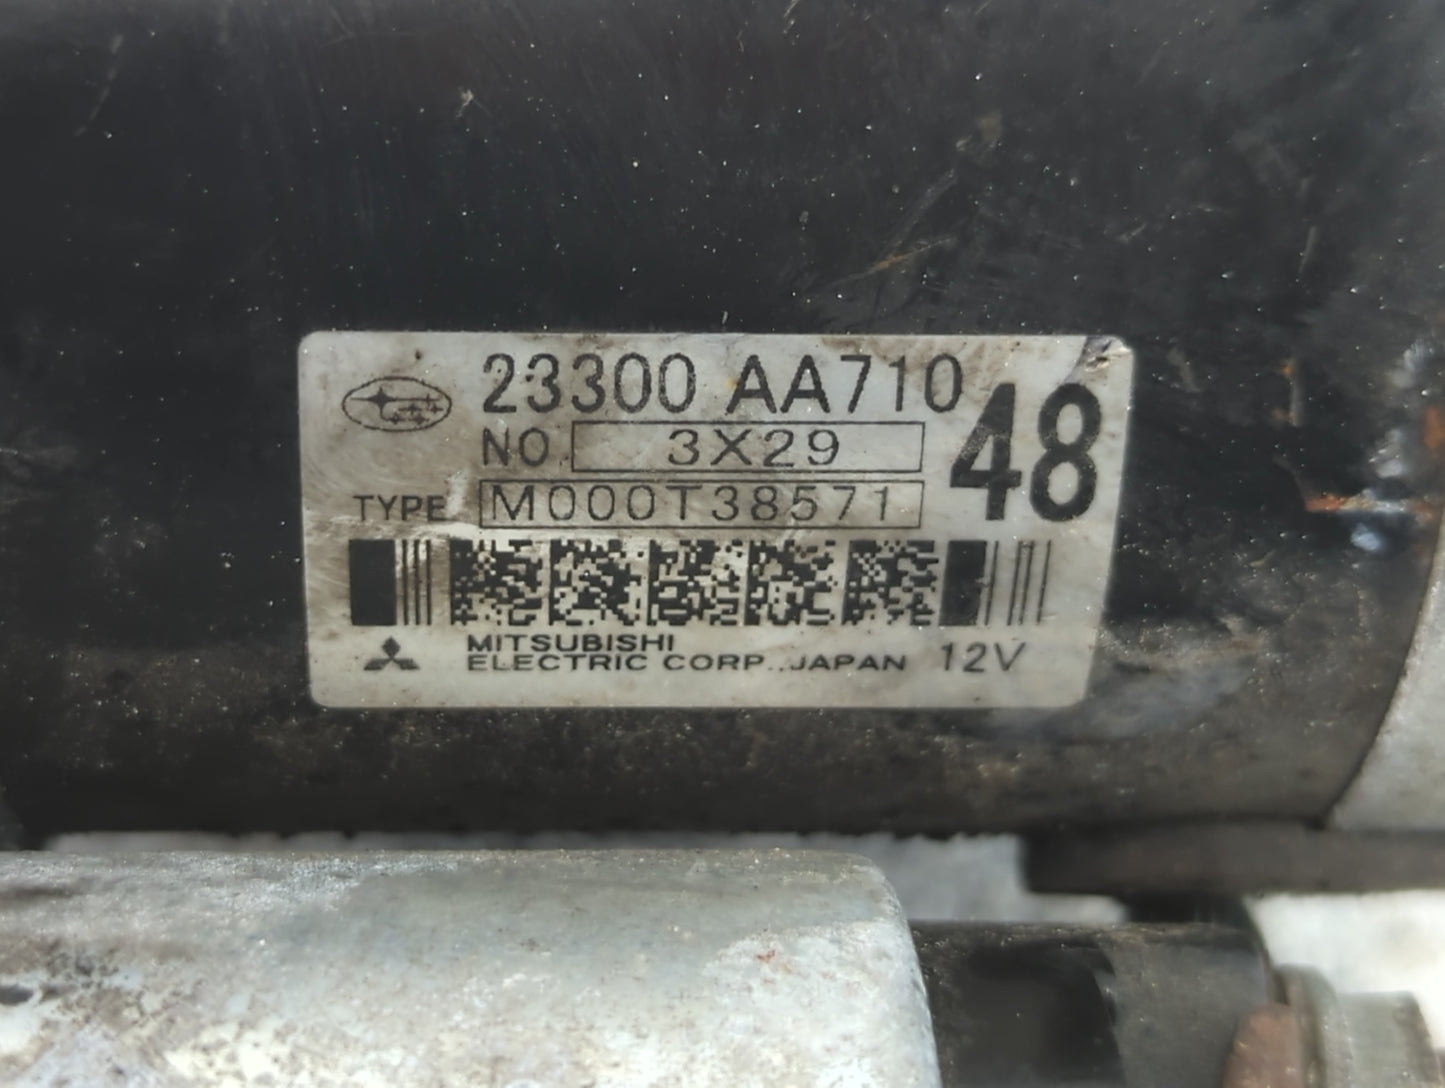 23300 AA710
48
NO. 3X29
TYPE M000T38571
MITSUBISHI
ELECTRIC CORP., JAPAN 12V